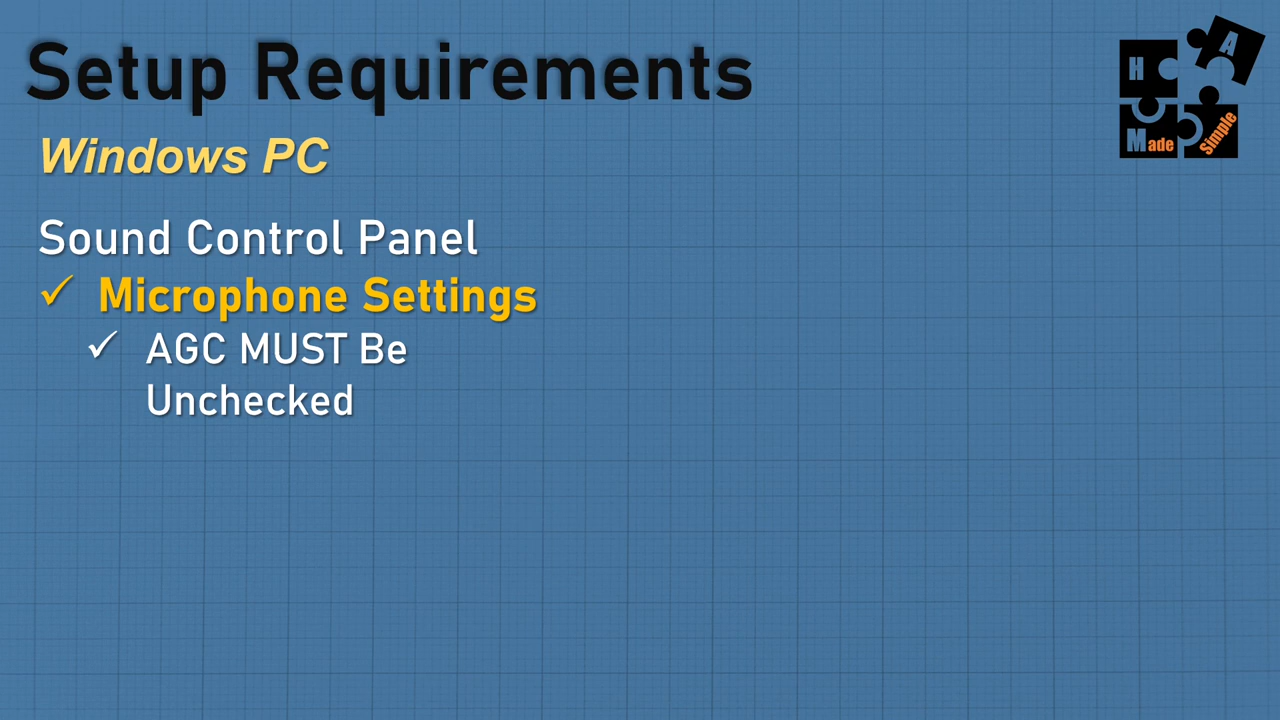 Setup Requirements
H A
Made Simple
Windows PC
Sound Control Panel
✓ Microphone Settings
✓ AGC MUST Be
Unchecked